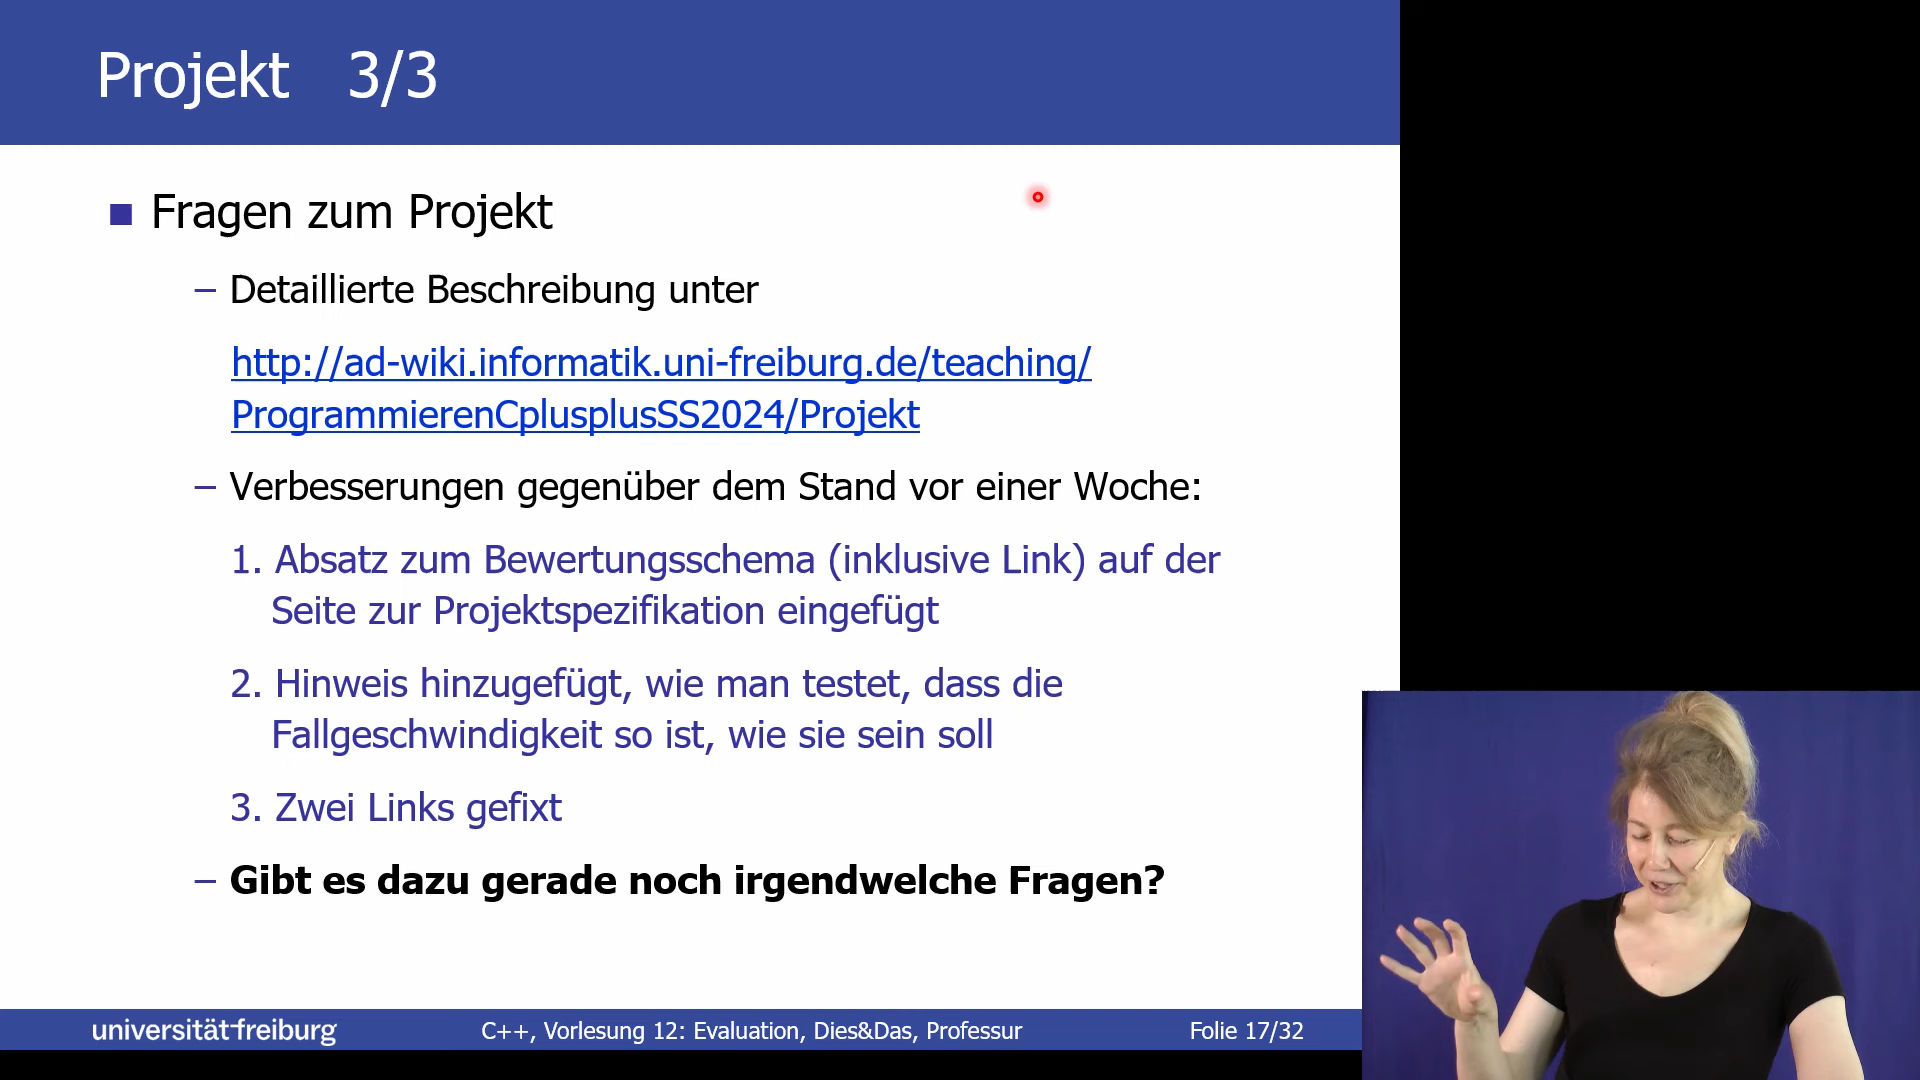 Projekt 3/3
Fragen zum Projekt
– Detaillierte Beschreibung unter
http://ad-wiki.informatik.uni-freiburg.de/teaching/
ProgrammierenCplusplusSS2024/Projekt
– Verbesserungen gegenüber dem Stand vor einer Woche:
1. Absatz zum Bewertungsschema (inklusive Link) auf der
Seite zur Projektspezifikation eingefügt
2. Hinweis hinzugefügt, wie man testet, dass die
Fallgeschwindigkeit so ist, wie sie sein soll
3. Zwei Links gefixt
– Gibt es dazu gerade noch irgendwelche Fragen?
universität freiburg
C++, Vorlesung 12: Evaluation, Dies&Das, Professur
Folie 17/32